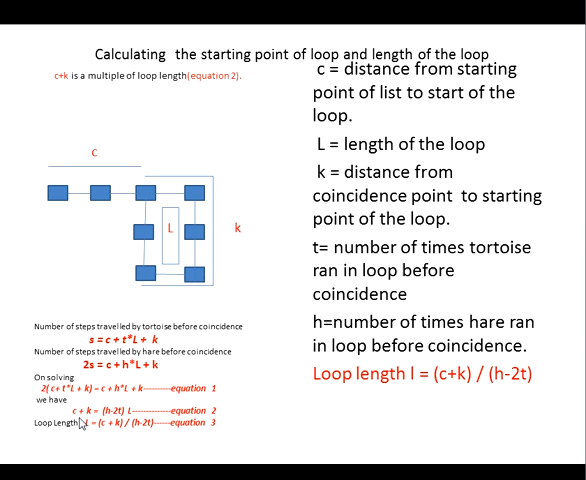 Calculating the starting point of loop and length of the loop
c+k is a multiple of loop length(equation 2).
c
L
k
Number of steps travelled by tortoise before coincidence
s = c + t*L + k
Number of steps travelled by hare before coincidence
2s = c + h*L + k
On solving
2( c+ t*L + k) = c + h*L + k---------equation 1
we have
c + k = (h-2t) L-------------equation 2
Loop Length, L = (c + k) / (h-2t)------equation 3
c = distance from starting
point of list to start of the
loop.
L = length of the loop
k = distance from
coincidence point to starting
point of the loop.
t= number of times tortoise
ran in loop before
coincidence
h=number of times hare ran
in loop before coincidence.
Loop length l = (c+k) / (h-2t)